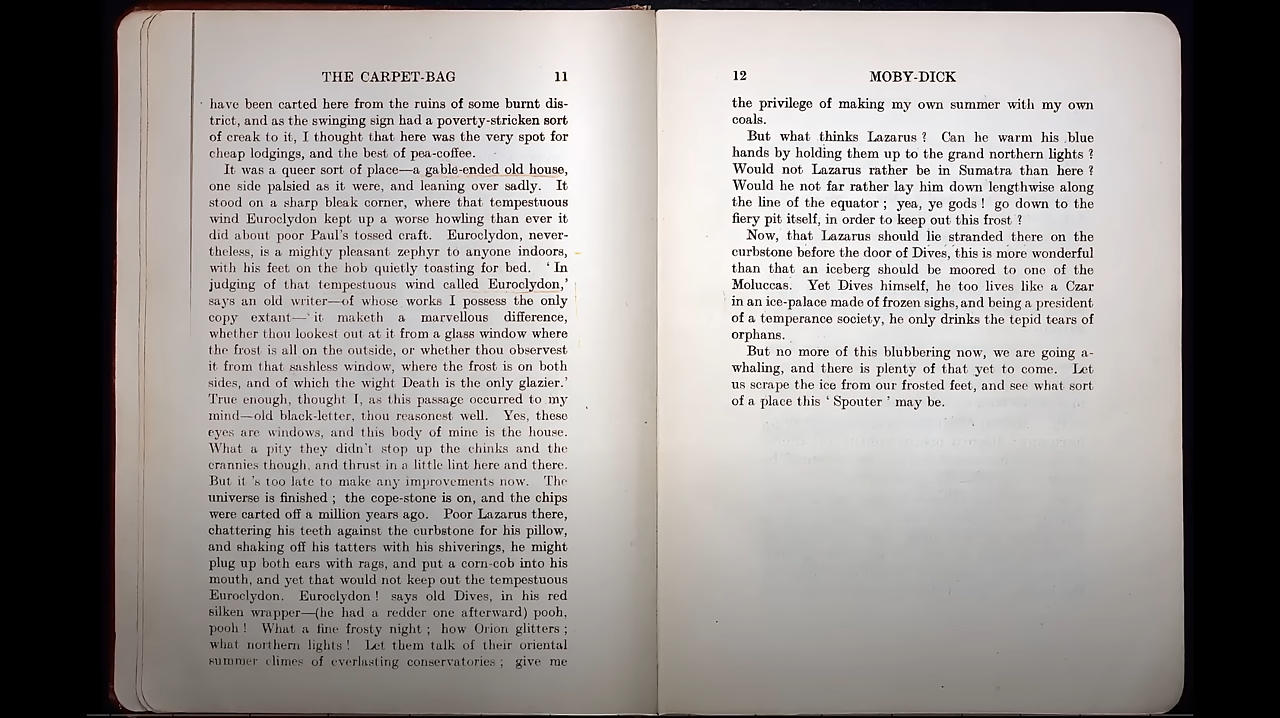 THE CARPET-BAG 11
have been carted here from the ruins of some burnt dis-
trict, and as the swinging sign had a poverty-stricken sort
of creak to it, I thought that here was the very spot for
cheap lodgings, and the best of pea-coffee.
It was a queer sort of place—a gable-ended old house,
one side palsied as it were, and leaning over sadly. It
stood on a sharp bleak corner, where that tempestuous
wind Euroclydon kept up a worse howling than ever it
did about poor Paul's tossed craft. Euroclydon, never-
theless, is a mighty pleasant zephyr to anyone indoors,
with his feet on the hob quietly toasting for bed. ‘ In
judging of that tempestuous wind called Euroclydon,’
says an old writer—of whose works I possess the only
copy extant—‘ it maketh a marvellous difference,
whether thou lookest out at it from a glass window where
the frost is all on the outside, or whether thou observest
it from that sashless window, where the frost is on both
sides, and of which the wight Death is the only glazier.’
True enough, thought I, as this passage occurred to my
mind—old black-letter, thou reasonest well. Yes, these
eyes are windows, and this body of mine is the house.
What a pity they didn't stop up the chinks and the
crannies though, and thrust in a little lint here and there.
But it 's too late to make any improvements now. The
universe is finished ; the cope-stone is on, and the chips
were carted off a million years ago. Poor Lazarus there,
chattering his teeth against the curbstone for his pillow,
and shaking off his tatters with his shiverings, he might
plug up both ears with rags, and put a corn-cob into his
mouth, and yet that would not keep out the tempestuous
Euroclydon. Euroclydon ! says old Dives, in his red
silken wrapper—(he had a redder one afterward) pooh,
pooh ! What a fine frosty night ; how Orion glitters ;
what northern lights ! Let them talk of their oriental
summer climes of everlasting conservatories ; give me
12 MOBY-DICK
the privilege of making my own summer with my own
coals.
But what thinks Lazarus ? Can he warm his blue
hands by holding them up to the grand northern lights ?
Would not Lazarus rather be in Sumatra than here ?
Would he not far rather lay him down lengthwise along
the line of the equator ; yea, ye gods ! go down to the
fiery pit itself, in order to keep out this frost ?
Now, that Lazarus should lie stranded there on the
curbstone before the door of Dives, this is more wonderful
than that an iceberg should be moored to one of the
Moluccas. Yet Dives himself, he too lives like a Czar
in an ice-palace made of frozen sighs, and being a president
of a temperance society, he only drinks the tepid tears of
orphans.
But no more of this blubbering now, we are going a-
whaling, and there is plenty of that yet to come. Let
us scrape the ice from our frosted feet, and see what sort
of a place this ‘ Spouter ’ may be.